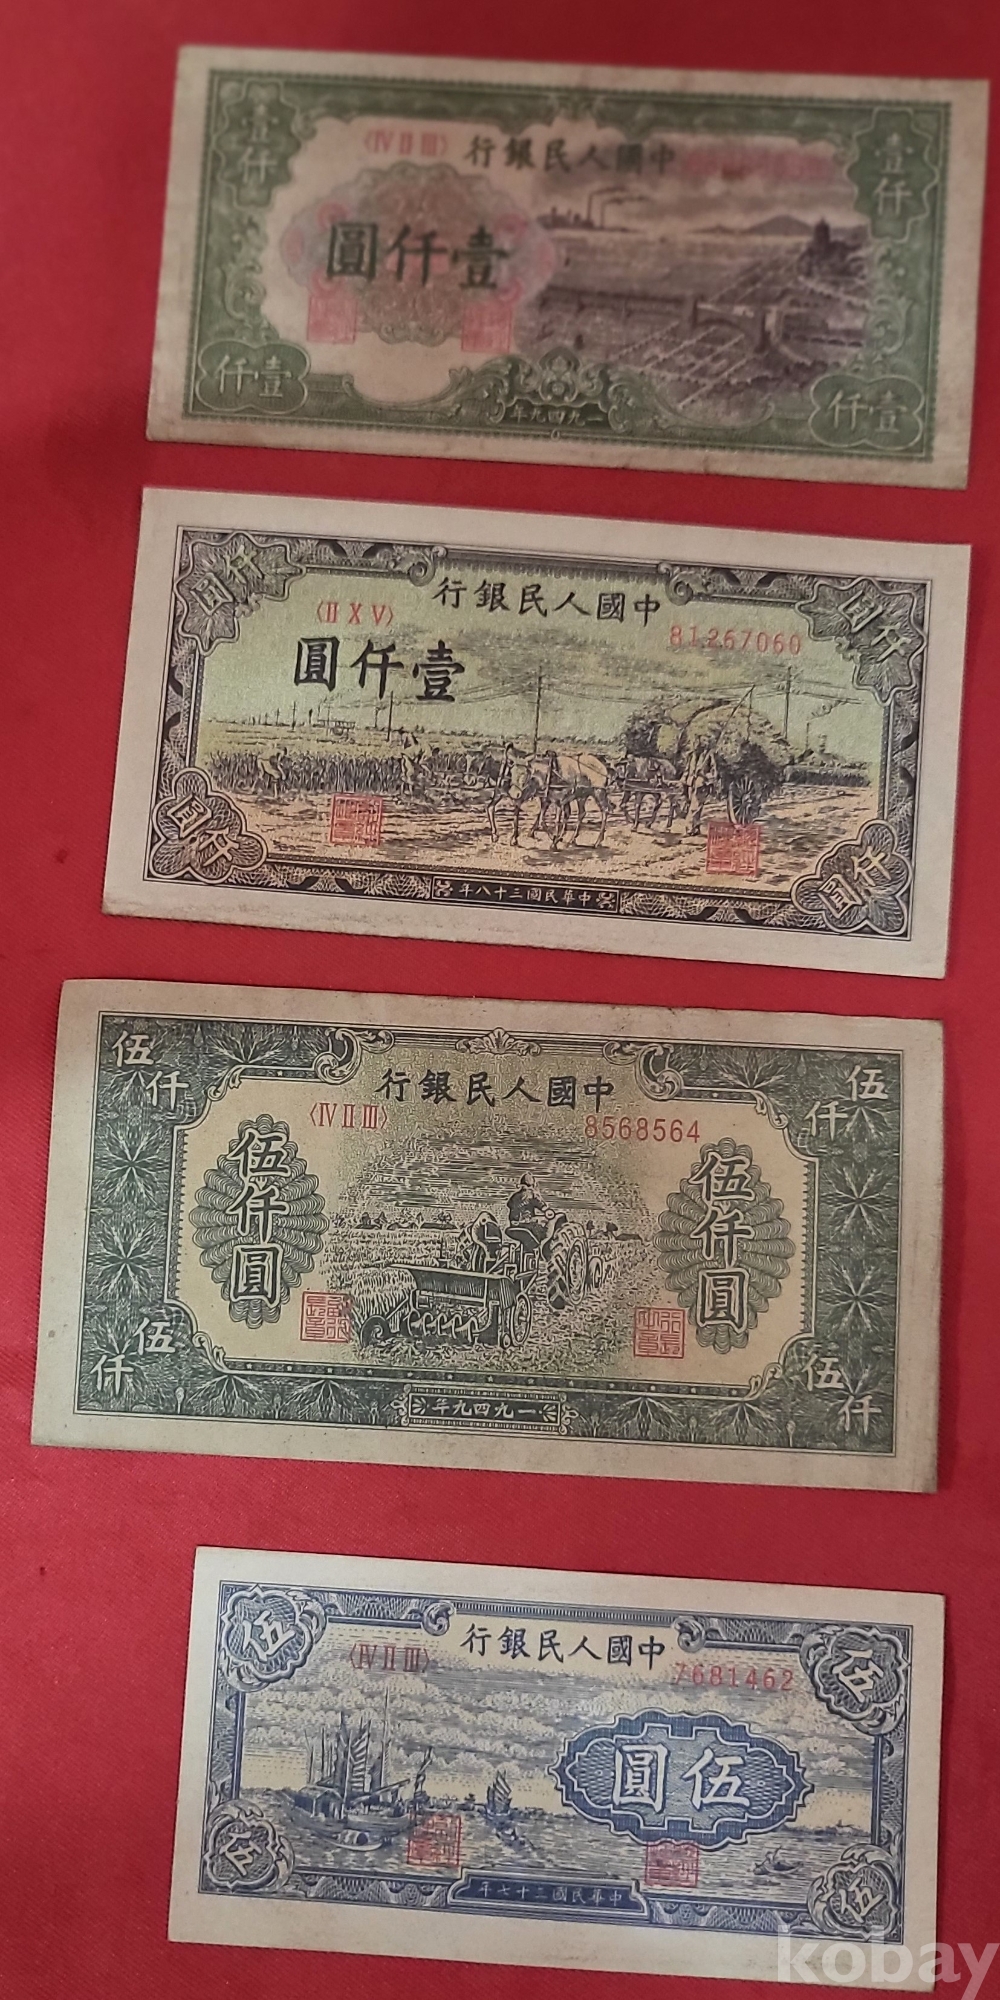 壹仟
中國人民銀行
〈IV II III〉
壹仟
壹仟圓
壹仟
一九四九年
壹仟
仟圓
中國人民銀行
仟圓
〈II X V〉
81267060
壹仟圓
仟圓
中華民國三十八年
仟圓
伍仟
中國人民銀行
伍仟
〈IV II III〉
8568564
伍仟圓
伍仟圓
伍仟
一九四九年
伍仟
伍
中國人民銀行
伍
〈IV II III〉
7681462
伍圓
伍
中華民國三十七年
伍
kobay